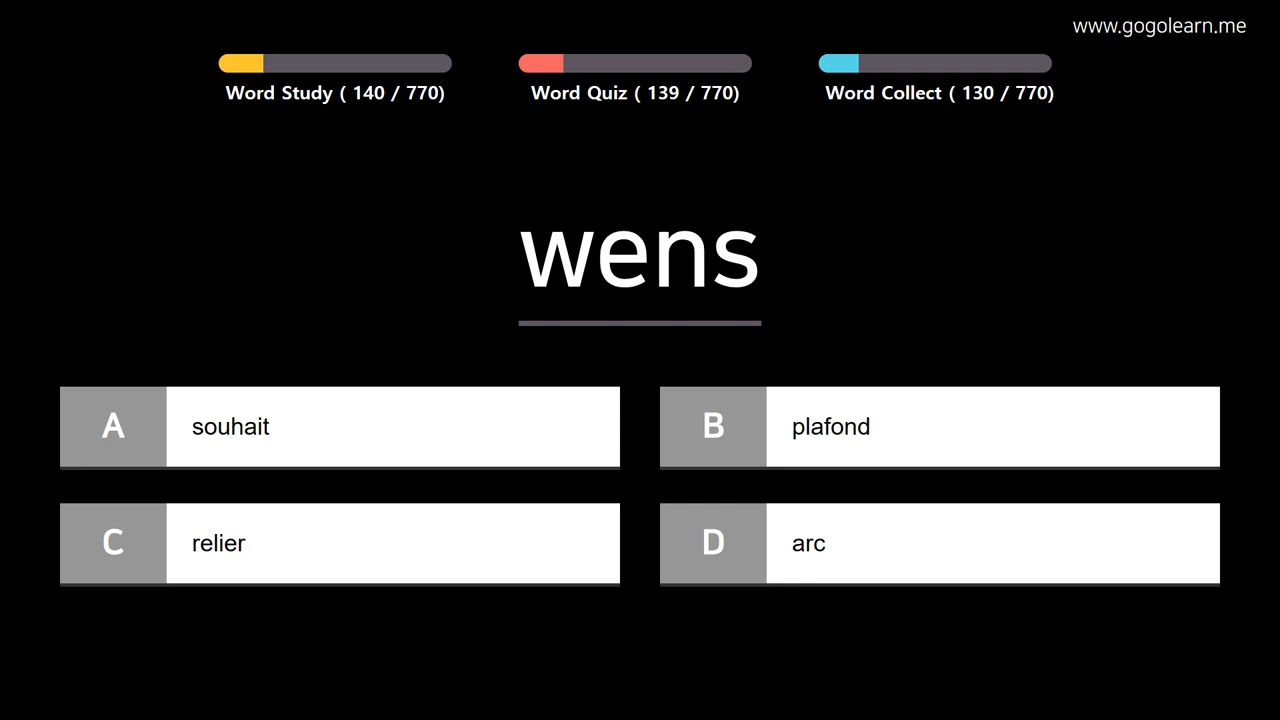 www.gogolearn.me
Word Study ( 140 / 770)
Word Quiz ( 139 / 770)
Word Collect ( 130 / 770)
wens
A souhait
B plafond
C relier
D arc